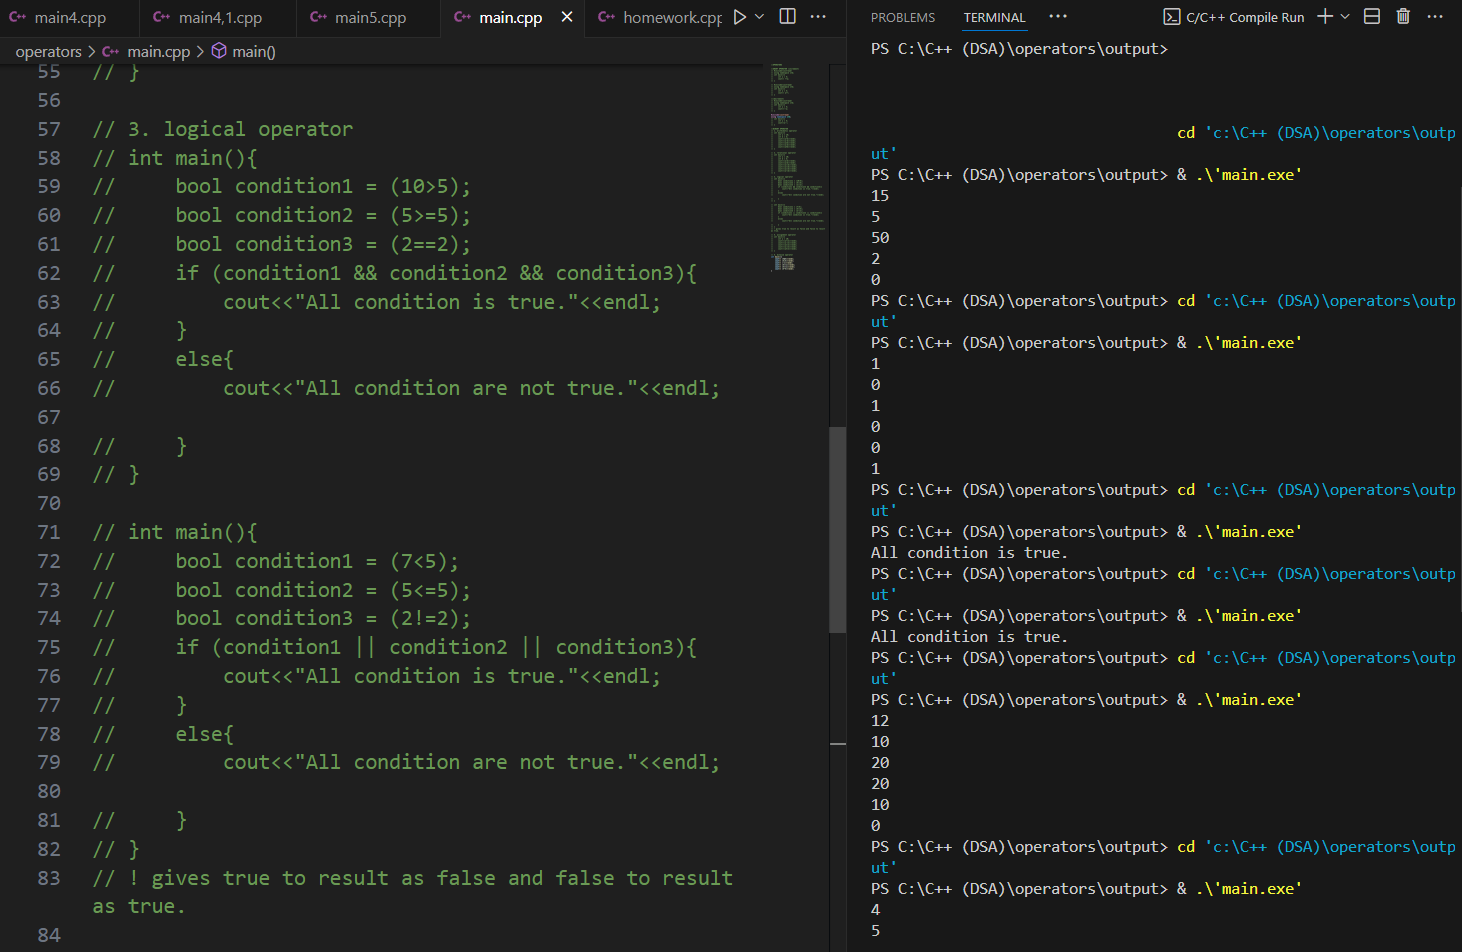 main4.cpp
main4,1.cpp
main5.cpp
main.cpp
homework.cpp
operators > main.cpp > main()
55 // }
56
57 // 3. logical operator
58 // int main(){
59 //     bool condition1 = (10>5);
60 //     bool condition2 = (5>=5);
61 //     bool condition3 = (2==2);
62 //     if (condition1 && condition2 && condition3){
63 //         cout<<"All condition is true."<<endl;
64 //     }
65 //     else{
66 //         cout<<"All condition are not true."<<endl;
67
68 //     }
69 // }
70
71 // int main(){
72 //     bool condition1 = (7<5);
73 //     bool condition2 = (5<=5);
74 //     bool condition3 = (2!=2);
75 //     if (condition1 || condition2 || condition3){
76 //         cout<<"All condition is true."<<endl;
77 //     }
78 //     else{
79 //         cout<<"All condition are not true."<<endl;
80
81 //     }
82 // }
83 // ! gives true to result as false and false to result
as true.
84
PROBLEMS
TERMINAL
C/C++ Compile Run
PS C:\C++ (DSA)\operators\output>
cd 'c:\C++ (DSA)\operators\outp
ut'
PS C:\C++ (DSA)\operators\output> & .\'main.exe'
15
5
50
2
0
PS C:\C++ (DSA)\operators\output> cd 'c:\C++ (DSA)\operators\outp
ut'
PS C:\C++ (DSA)\operators\output> & .\'main.exe'
1
0
1
0
0
1
PS C:\C++ (DSA)\operators\output> cd 'c:\C++ (DSA)\operators\outp
ut'
PS C:\C++ (DSA)\operators\output> & .\'main.exe'
All condition is true.
PS C:\C++ (DSA)\operators\output> cd 'c:\C++ (DSA)\operators\outp
ut'
PS C:\C++ (DSA)\operators\output> & .\'main.exe'
All condition is true.
PS C:\C++ (DSA)\operators\output> cd 'c:\C++ (DSA)\operators\outp
ut'
PS C:\C++ (DSA)\operators\output> & .\'main.exe'
12
10
20
20
10
0
PS C:\C++ (DSA)\operators\output> cd 'c:\C++ (DSA)\operators\outp
ut'
PS C:\C++ (DSA)\operators\output> & .\'main.exe'
4
5